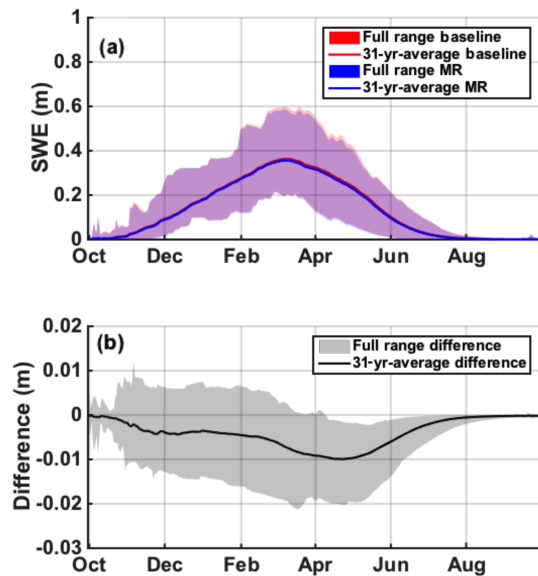 (a)
Full range baseline
31-yr-average baseline
Full range MR
31-yr-average MR
SWE (m)
1
0.8
0.6
0.4
0.2
0
Oct Dec Feb Apr Jun Aug
(b)
Full range difference
31-yr-average difference
Difference (m)
0.02
0.01
0
-0.01
-0.02
-0.03
Oct Dec Feb Apr Jun Aug